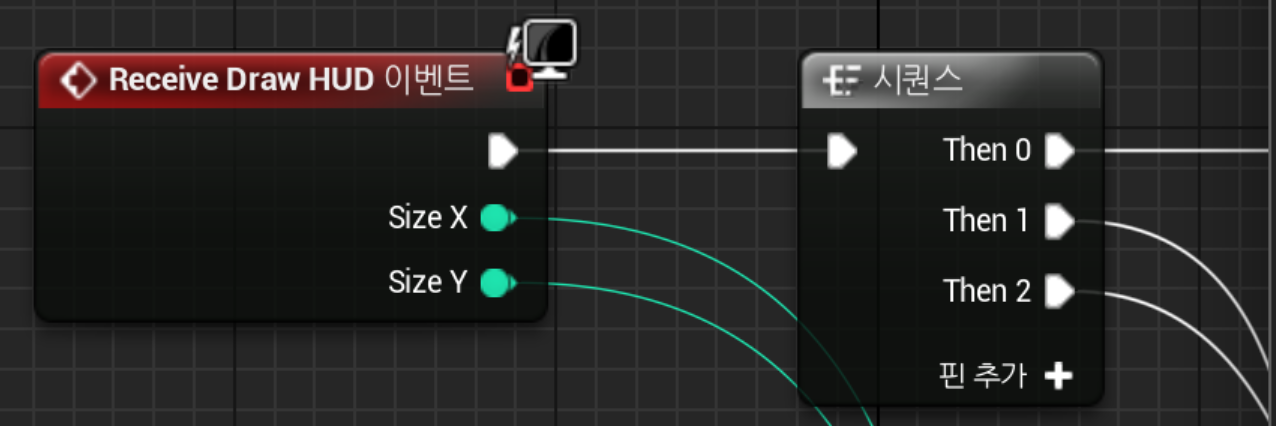 Receive Draw HUD 이벤트
Size X
Size Y
시퀀스
Then 0
Then 1
Then 2
핀 추가